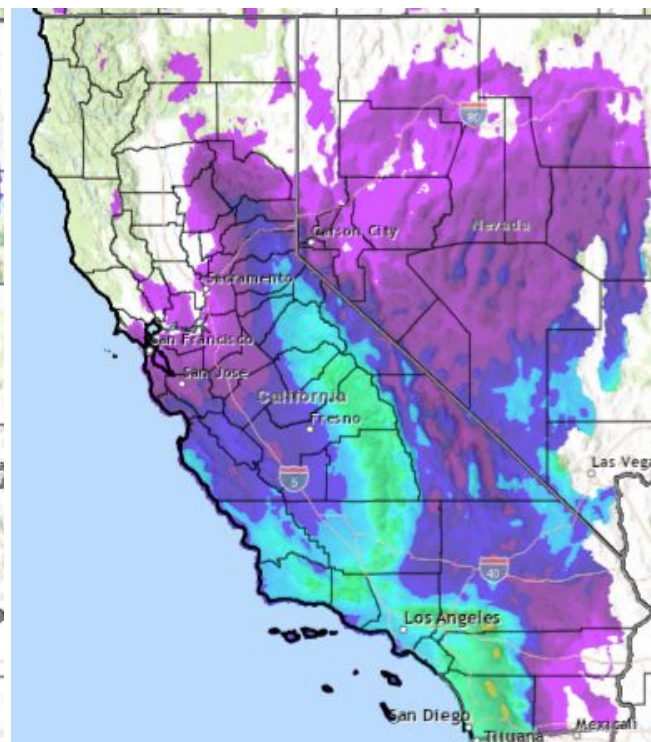 80
Carson City
Nevada
Sacramento
San Francisco
San Jose
California
Fresno
5
Las Vega
40
Los Angeles
San Diego
Tijuana
Mexicali